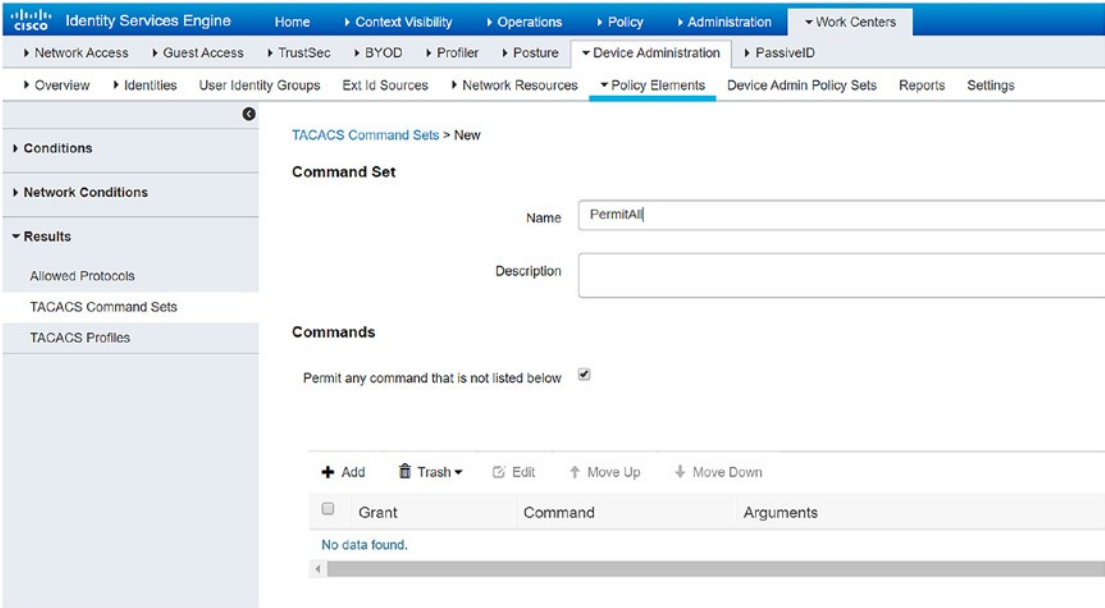 CISCO Identity Services Engine Home Context Visibility Operations Policy Administration Work Centers
Network Access Guest Access TrustSec BYOD Profiler Posture Device Administration PassiveID
Overview Identities User Identity Groups Ext Id Sources Network Resources Policy Elements Device Admin Policy Sets Reports Settings
Conditions
Network Conditions
Results
Allowed Protocols
TACACS Command Sets
TACACS Profiles
TACACS Command Sets > New
Command Set
Name PermitAll
Description
Commands
Permit any command that is not listed below
Add Trash Edit Move Up Move Down
Grant Command Arguments
No data found.